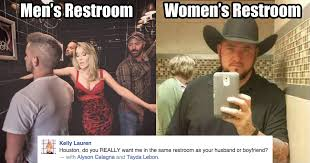 Men's Restroom
Women's Restroom
Kelly Lauren
Houston, do you REALLY want me in the same restroom as your husband or boyfriend?
— with Alyson Calagna and Tayda Lebon.